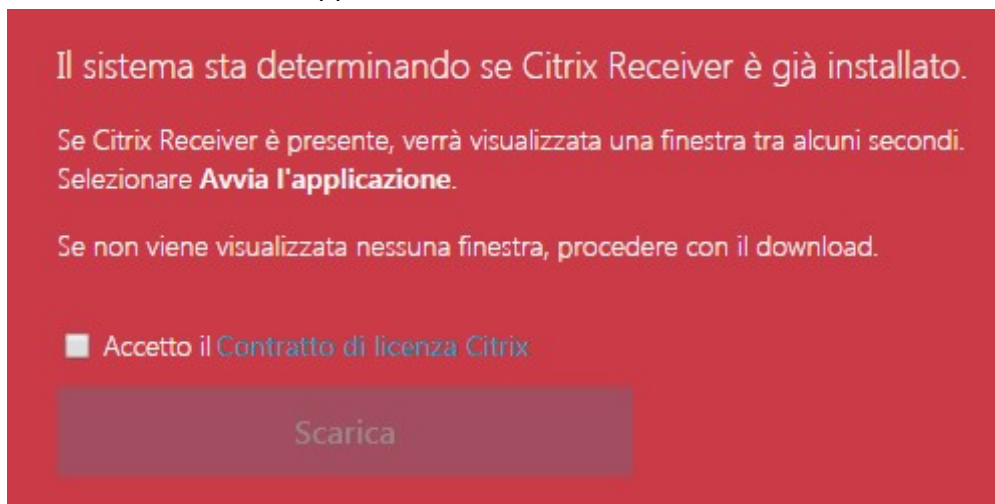 Il sistema sta determinando se Citrix Receiver è già installato.
Se Citrix Receiver è presente, verrà visualizzata una finestra tra alcuni secondi.
Selezionare Avvia l'applicazione.
Se non viene visualizzata nessuna finestra, procedere con il download.
Accetto il Contratto di licenza Citrix
Scarica